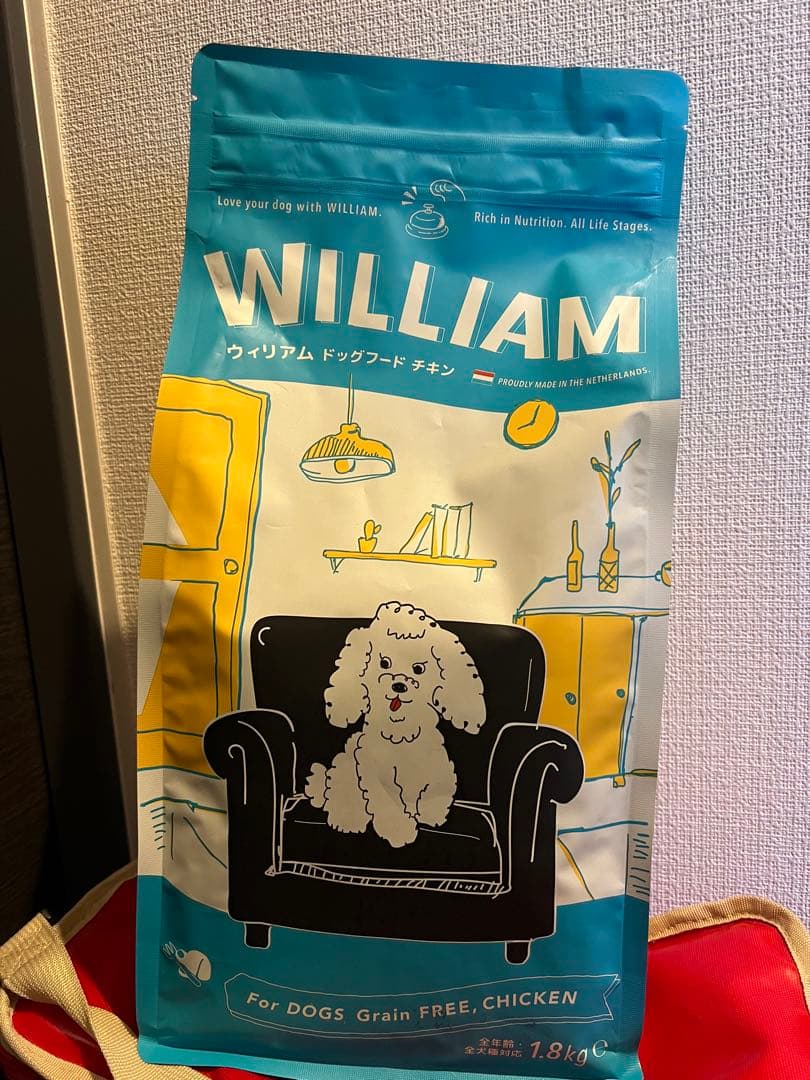 Love your dog with WILLIAM.
Rich in Nutrition. All Life Stages.
WILLIAM
ウィリアム ドッグフード チキン
PROUDLY MADE IN THE NETHERLANDS.
For DOGS Grain FREE, CHICKEN
全年齢・
全犬種対応 1.8kg ℮